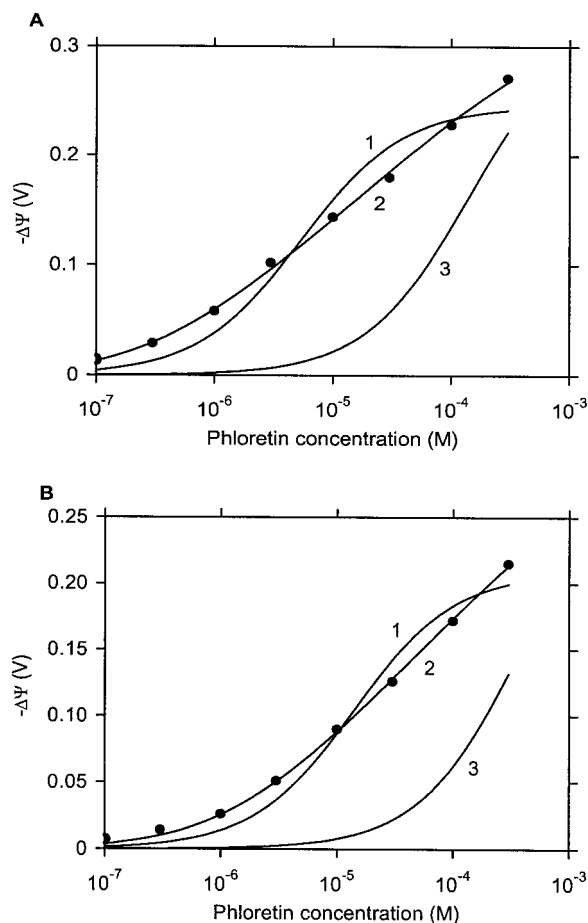 A
0.3
0.2
0.1
0
-ΔΨ (V)
1
2
3
10⁻⁷ 10⁻⁶ 10⁻⁵ 10⁻⁴ 10⁻³
Phloretin concentration (M)
B
0.25
0.20
0.15
0.10
0.05
0
-ΔΨ (V)
1
2
3
10⁻⁷ 10⁻⁶ 10⁻⁵ 10⁻⁴ 10⁻³
Phloretin concentration (M)